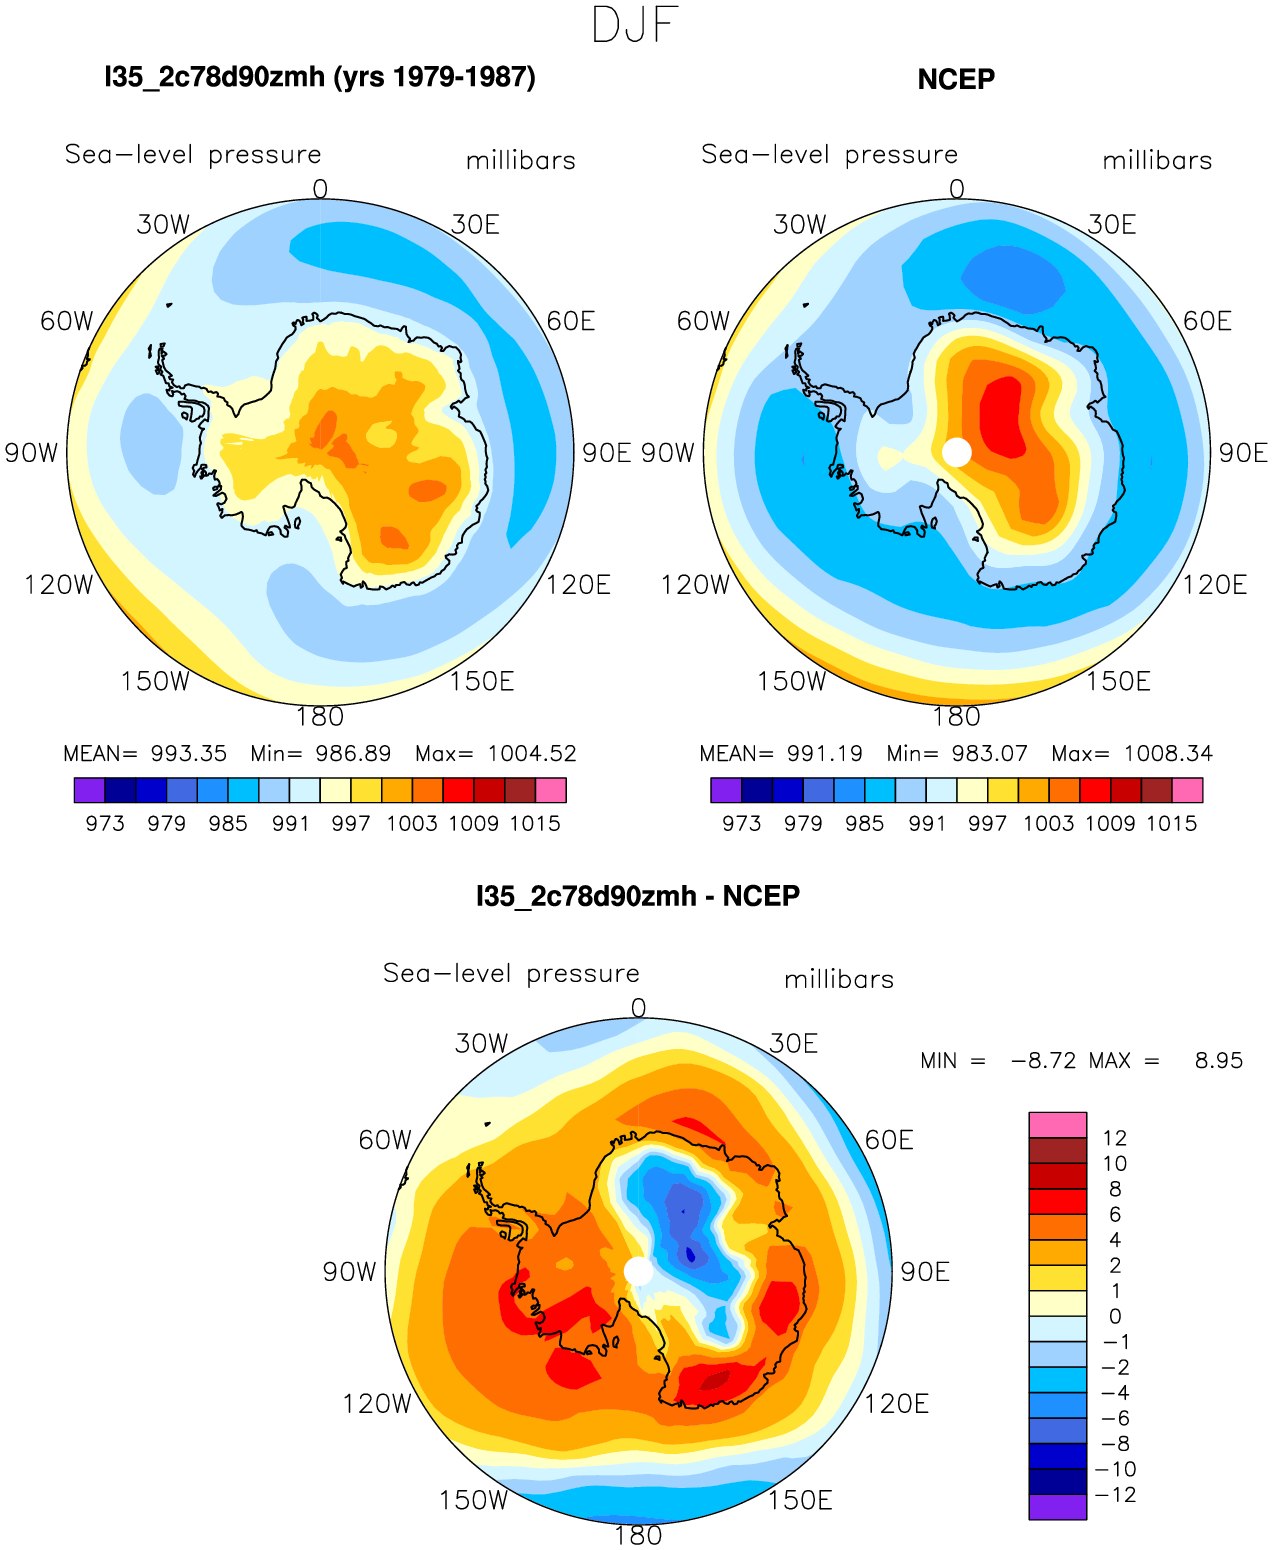 DJF
I35_2c78d90zmh (yrs 1979-1987)
NCEP
Sea-level pressure millibars
Sea-level pressure millibars
0
30W 30E
60W 60E
90W 90E
120W 120E
150W 150E
180
0
30W 30E
60W 60E
90W 90E
120W 120E
150W 150E
180
MEAN= 993.35 Min= 986.89 Max= 1004.52
973 979 985 991 997 1003 1009 1015
MEAN= 991.19 Min= 983.07 Max= 1008.34
973 979 985 991 997 1003 1009 1015
I35_2c78d90zmh - NCEP
Sea-level pressure millibars
0
30W 30E
60W 60E
90W 90E
120W 120E
150W 150E
180
MIN = -8.72 MAX = 8.95
12
10
8
6
4
2
1
0
-1
-2
-4
-6
-8
-10
-12